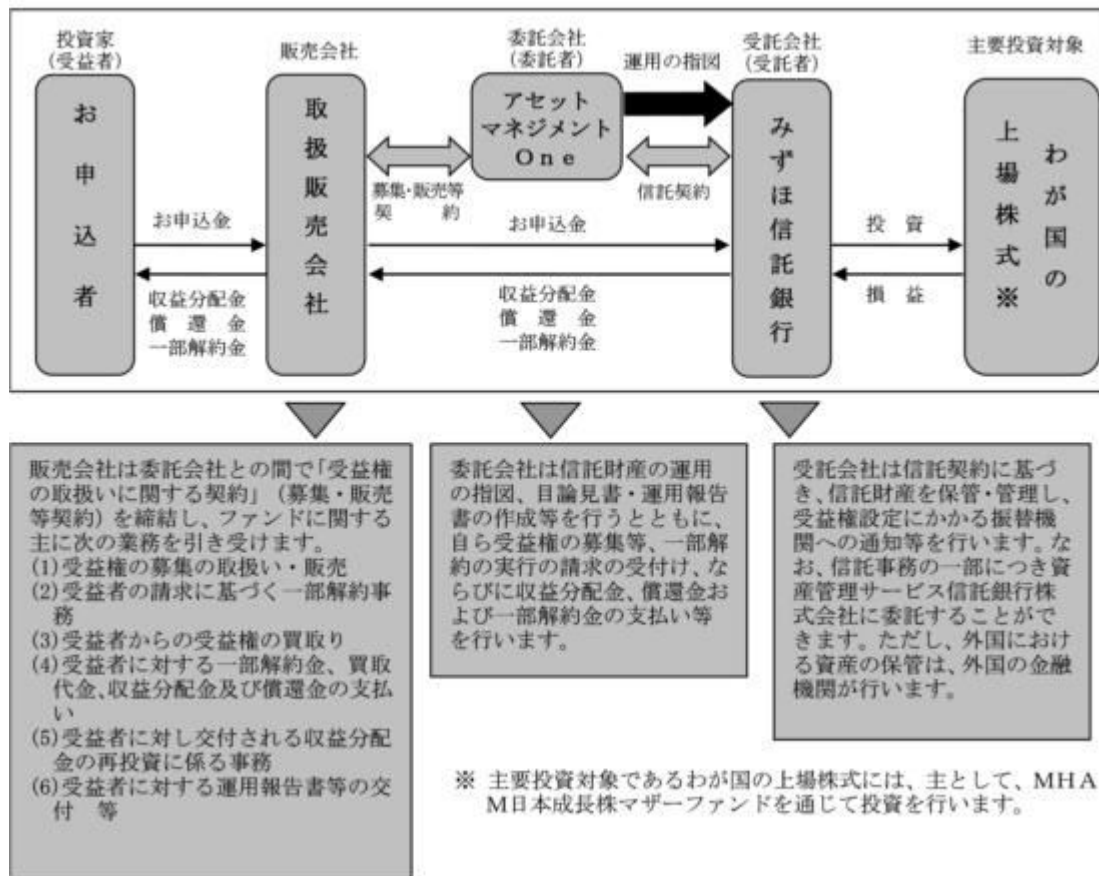 投資家
(受益者)
販売会社
委託会社
(委託者)
運用の指図
受託会社
(受託者)
主要投資対象
お申込者
取扱販売会社
アセット
マネジメント
One
みずほ信託銀行
わが国の
上場株式※
募集・販売等
契 約
信託契約
お申込金
お申込金
投 資
収益分配金
償 還 金
一部解約金
収益分配金
償 還 金
一部解約金
損 益
販売会社は委託会社との間で「受益権
の取扱いに関する契約」(募集・販売
等契約)を締結し、ファンドに関する
主に次の業務を引き受けます。
(1)受益権の募集の取扱い・販売
(2)受益者の請求に基づく一部解約事
務
(3)受益者からの受益権の買取り
(4)受益者に対する一部解約金、買取
代金、収益分配金及び償還金の支払
い
(5)受益者に対し交付される収益分配
金の再投資に係る事務
(6)受益者に対する運用報告書等の交
付 等
委託会社は信託財産の運用
の指図、目論見書・運用報告
書の作成等を行うとともに、
自ら受益権の募集等、一部解
約の実行の請求の受付け、な
らびに収益分配金、償還金お
よび一部解約金の支払い等
を行います。
受託会社は信託契約に基づ
き、信託財産を保管・管理し、
受益権設定にかかる振替機
関への通知等を行います。な
お、信託事務の一部につき資
産管理サービス信託銀行株
式会社に委託することがで
きます。ただし、外国におけ
る資産の保管は、外国の金融
機関が行います。
※ 主要投資対象であるわが国の上場株式には、主として、MHA
M日本成長株マザーファンドを通じて投資を行います。